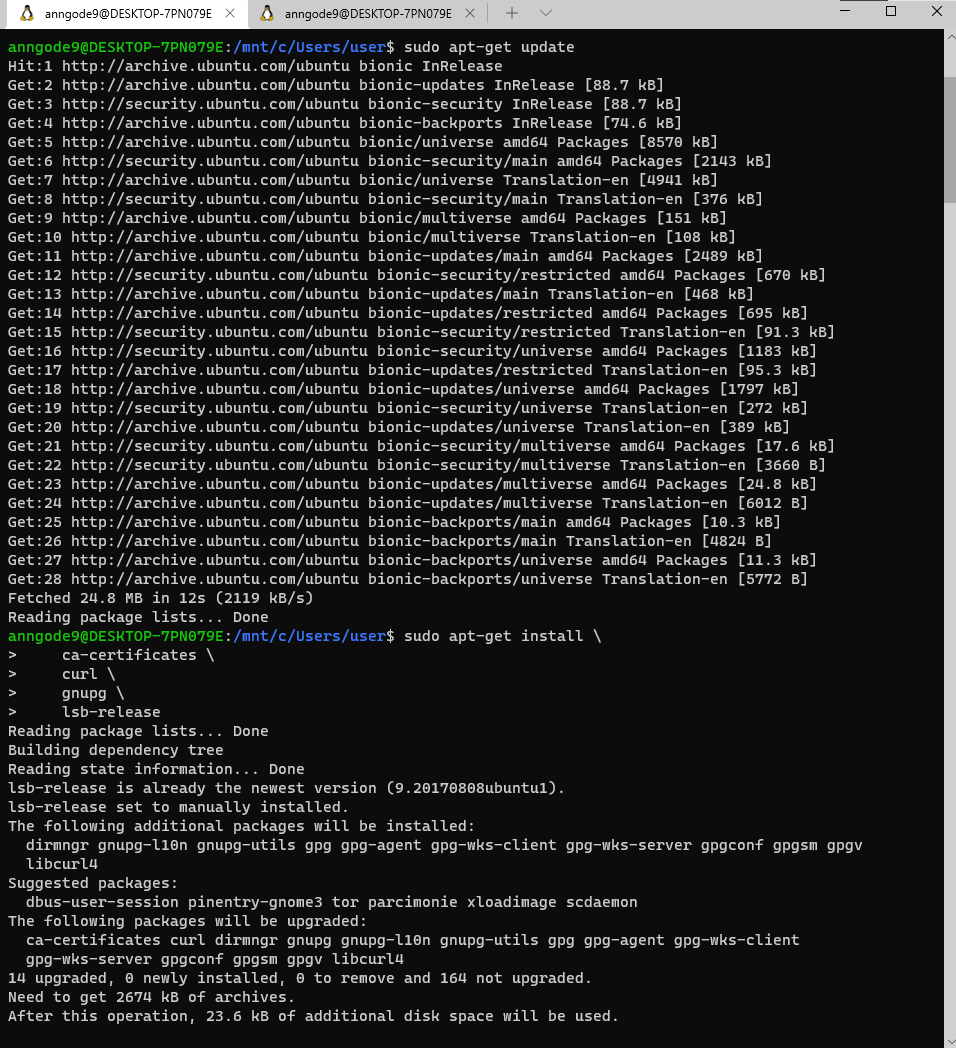 anngode9@DESKTOP-7PN079E
anngode9@DESKTOP-7PN079E
anngode9@DESKTOP-7PN079E:/mnt/c/Users/user$ sudo apt-get update
Hit:1 http://archive.ubuntu.com/ubuntu bionic InRelease
Get:2 http://archive.ubuntu.com/ubuntu bionic-updates InRelease [88.7 kB]
Get:3 http://security.ubuntu.com/ubuntu bionic-security InRelease [88.7 kB]
Get:4 http://archive.ubuntu.com/ubuntu bionic-backports InRelease [74.6 kB]
Get:5 http://archive.ubuntu.com/ubuntu bionic/universe amd64 Packages [8570 kB]
Get:6 http://security.ubuntu.com/ubuntu bionic-security/main amd64 Packages [2143 kB]
Get:7 http://archive.ubuntu.com/ubuntu bionic/universe Translation-en [4941 kB]
Get:8 http://security.ubuntu.com/ubuntu bionic-security/main Translation-en [376 kB]
Get:9 http://archive.ubuntu.com/ubuntu bionic/multiverse amd64 Packages [151 kB]
Get:10 http://archive.ubuntu.com/ubuntu bionic/multiverse Translation-en [108 kB]
Get:11 http://archive.ubuntu.com/ubuntu bionic-updates/main amd64 Packages [2489 kB]
Get:12 http://security.ubuntu.com/ubuntu bionic-security/restricted amd64 Packages [670 kB]
Get:13 http://archive.ubuntu.com/ubuntu bionic-updates/main Translation-en [468 kB]
Get:14 http://archive.ubuntu.com/ubuntu bionic-updates/restricted amd64 Packages [695 kB]
Get:15 http://security.ubuntu.com/ubuntu bionic-security/restricted Translation-en [91.3 kB]
Get:16 http://security.ubuntu.com/ubuntu bionic-security/universe amd64 Packages [1183 kB]
Get:17 http://archive.ubuntu.com/ubuntu bionic-updates/restricted Translation-en [95.3 kB]
Get:18 http://archive.ubuntu.com/ubuntu bionic-updates/universe amd64 Packages [1797 kB]
Get:19 http://security.ubuntu.com/ubuntu bionic-security/universe Translation-en [272 kB]
Get:20 http://archive.ubuntu.com/ubuntu bionic-updates/universe Translation-en [389 kB]
Get:21 http://security.ubuntu.com/ubuntu bionic-security/multiverse amd64 Packages [17.6 kB]
Get:22 http://security.ubuntu.com/ubuntu bionic-security/multiverse Translation-en [3660 B]
Get:23 http://archive.ubuntu.com/ubuntu bionic-updates/multiverse amd64 Packages [24.8 kB]
Get:24 http://archive.ubuntu.com/ubuntu bionic-updates/multiverse Translation-en [6012 B]
Get:25 http://archive.ubuntu.com/ubuntu bionic-backports/main amd64 Packages [10.3 kB]
Get:26 http://archive.ubuntu.com/ubuntu bionic-backports/main Translation-en [4824 B]
Get:27 http://archive.ubuntu.com/ubuntu bionic-backports/universe amd64 Packages [11.3 kB]
Get:28 http://archive.ubuntu.com/ubuntu bionic-backports/universe Translation-en [5772 B]
Fetched 24.8 MB in 12s (2119 kB/s)
Reading package lists... Done
anngode9@DESKTOP-7PN079E:/mnt/c/Users/user$ sudo apt-get install \
>     ca-certificates \
>     curl \
>     gnupg \
>     lsb-release
Reading package lists... Done
Building dependency tree
Reading state information... Done
lsb-release is already the newest version (9.20170808ubuntu1).
lsb-release set to manually installed.
The following additional packages will be installed:
  dirmngr gnupg-l10n gnupg-utils gpg gpg-agent gpg-wks-client gpg-wks-server gpgconf gpgsm gpgv
  libcurl4
Suggested packages:
  dbus-user-session pinentry-gnome3 tor parcimonie xloadimage scdaemon
The following packages will be upgraded:
  ca-certificates curl dirmngr gnupg gnupg-l10n gnupg-utils gpg gpg-agent gpg-wks-client
  gpg-wks-server gpgconf gpgsm gpgv libcurl4
14 upgraded, 0 newly installed, 0 to remove and 164 not upgraded.
Need to get 2674 kB of archives.
After this operation, 23.6 kB of additional disk space will be used.